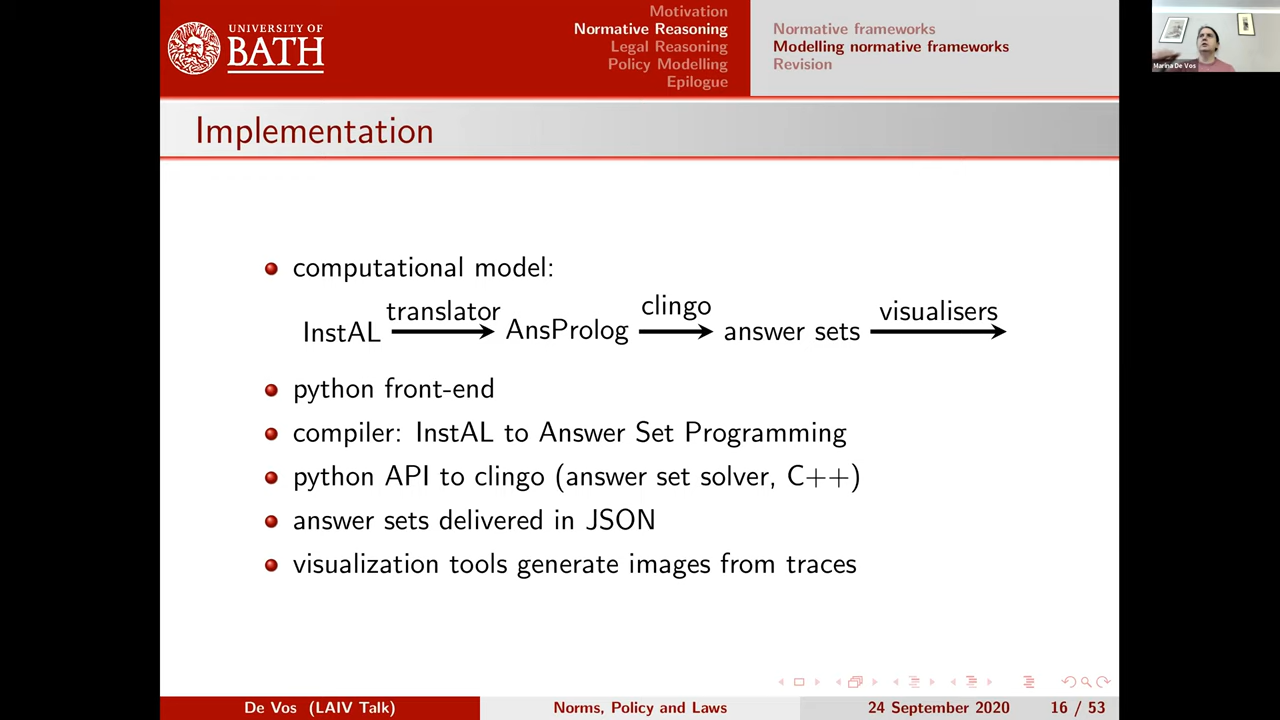 UNIVERSITY OF
BATH
Motivation
Normative Reasoning
Legal Reasoning
Policy Modelling
Epilogue
Normative frameworks
Modelling normative frameworks
Revision
Marina De Vos
Implementation
computational model:
InstAL translator AnsProlog clingo answer sets visualisers
python front-end
compiler: InstAL to Answer Set Programming
python API to clingo (answer set solver, C++)
answer sets delivered in JSON
visualization tools generate images from traces
De Vos (LAIV Talk)
Norms, Policy and Laws
24 September 2020
16 / 53